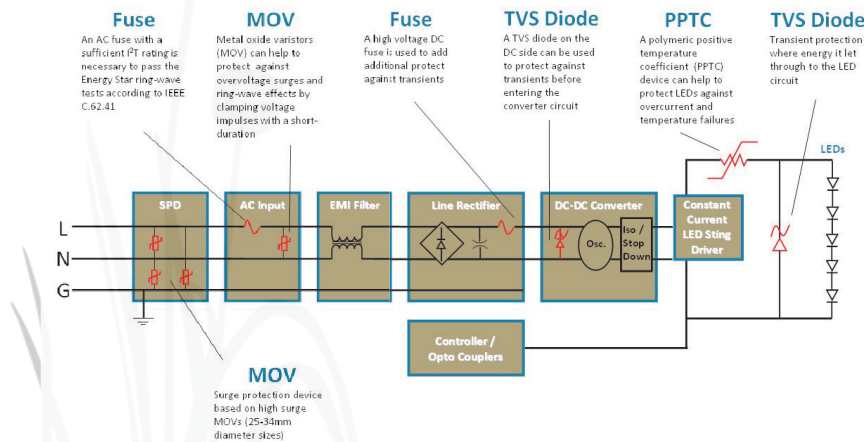 Fuse
An AC fuse with a
sufficient I²T rating is
necessary to pass the
Energy Star ring-wave
tests according to IEEE
C.62.41
MOV
Metal oxide varistors
(MOV) can help to
protect against
overvoltage surges and
ring-wave effects by
clamping voltage
impulses with a short-
duration
Fuse
A high voltage DC
fuse is used to add
additional protect
against transients
TVS Diode
A TVS diode on the
DC side can be used
to protect against
transients before
entering the
converter circuit
PPTC
A polymeric positive
temperature
coefficient (PPTC)
device can help to
protect LEDs against
overcurrent and
temperature failures
TVS Diode
Transient protection
where energy it let
through to the LED
circuit
LEDs
SPD
AC Input
EMI Filter
Line Rectifier
DC-DC Converter
Constant
Current
LED Sting
Driver
L
N
G
Osc.
Iso /
Stop
Down
Controller /
Opto Couplers
MOV
Surge protection device
based on high surge
MOVs (25-34mm
diameter sizes)